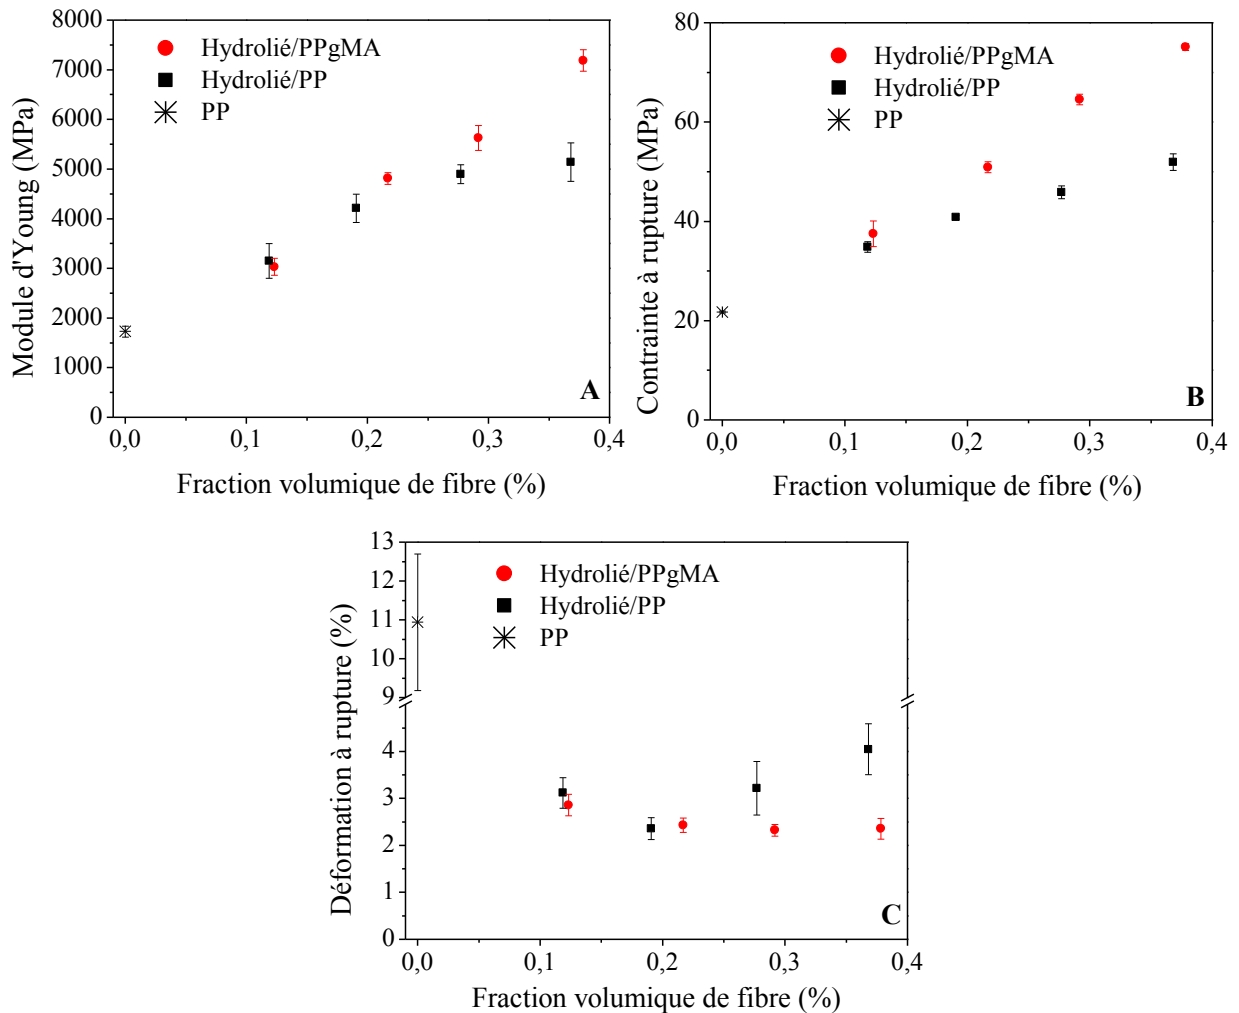 Module d'Young (MPa)
8000
7000
6000
5000
4000
3000
2000
1000
0
Hydrolié/PPgMA
Hydrolié/PP
PP
A
0,0
0,1
0,2
0,3
0,4
Fraction volumique de fibre (%)
Contrainte à rupture (MPa)
80
60
40
20
0
Hydrolié/PPgMA
Hydrolié/PP
PP
B
0,0
0,1
0,2
0,3
0,4
Fraction volumique de fibre (%)
Déformation à rupture (%)
13
12
11
10
9
4
3
2
1
0
Hydrolié/PPgMA
Hydrolié/PP
PP
C
0,0
0,1
0,2
0,3
0,4
Fraction volumique de fibre (%)